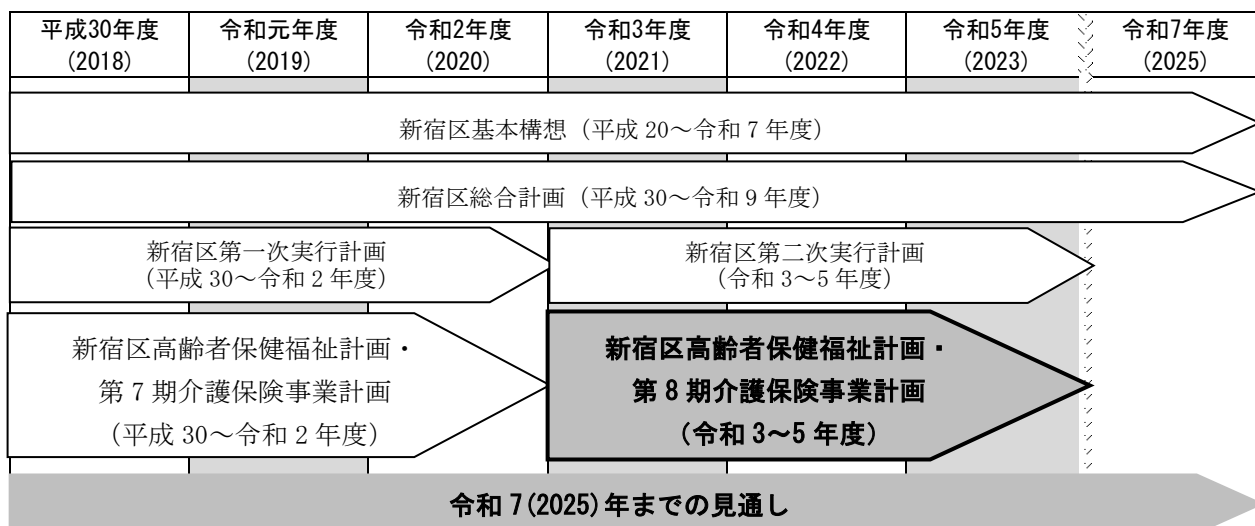 平成30年度 令和元年度 令和2年度 令和3年度 令和4年度 令和5年度 令和7年度
(2018) (2019) (2020) (2021) (2022) (2023) (2025)
新宿区基本構想（平成 20～令和 7 年度）
新宿区総合計画（平成 30～令和 9 年度）
新宿区第一次実行計画
（平成 30～令和 2 年度）
新宿区第二次実行計画
（令和 3～5 年度）
新宿区高齢者保健福祉計画・
第 7 期介護保険事業計画
（平成 30～令和 2 年度）
新宿区高齢者保健福祉計画・
第 8 期介護保険事業計画
（令和 3～5 年度）
令和 7(2025)年までの見通し